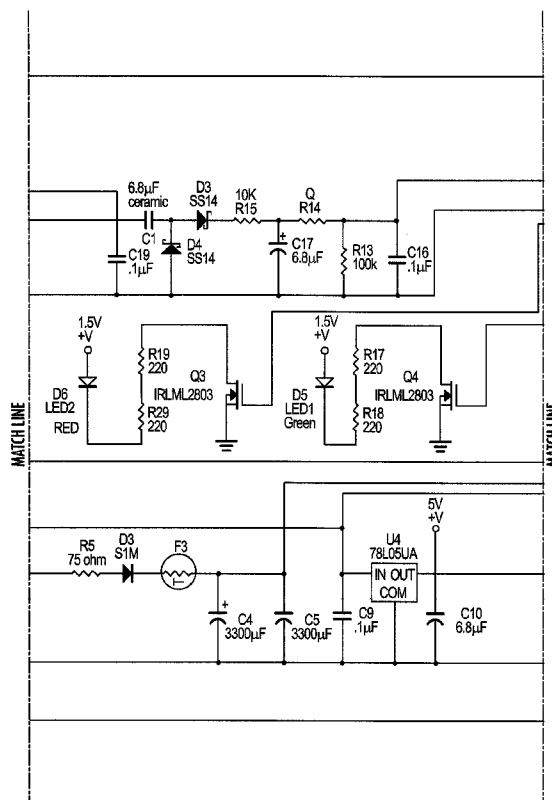 6.8µF
ceramic
C1
D3
SS14
10K
R15
Q
R14
C19
.1µF
D4
SS14
C17
6.8µF
+
R13
100k
C16
.1µF
1.5V
+V
R19
220
Q3
IRLML2803
D6
LED2
RED
R29
220
1.5V
+V
R17
220
Q4
IRLML2803
D5
LED1
Green
R18
220
MATCH LINE
MATCH LINE
5V
+V
R5
75 ohm
D3
S1M
F3
T
U4
78L05UA
IN OUT
COM
+
C4
3300µF
C5
3300µF
C9
.1µF
C10
6.8µF